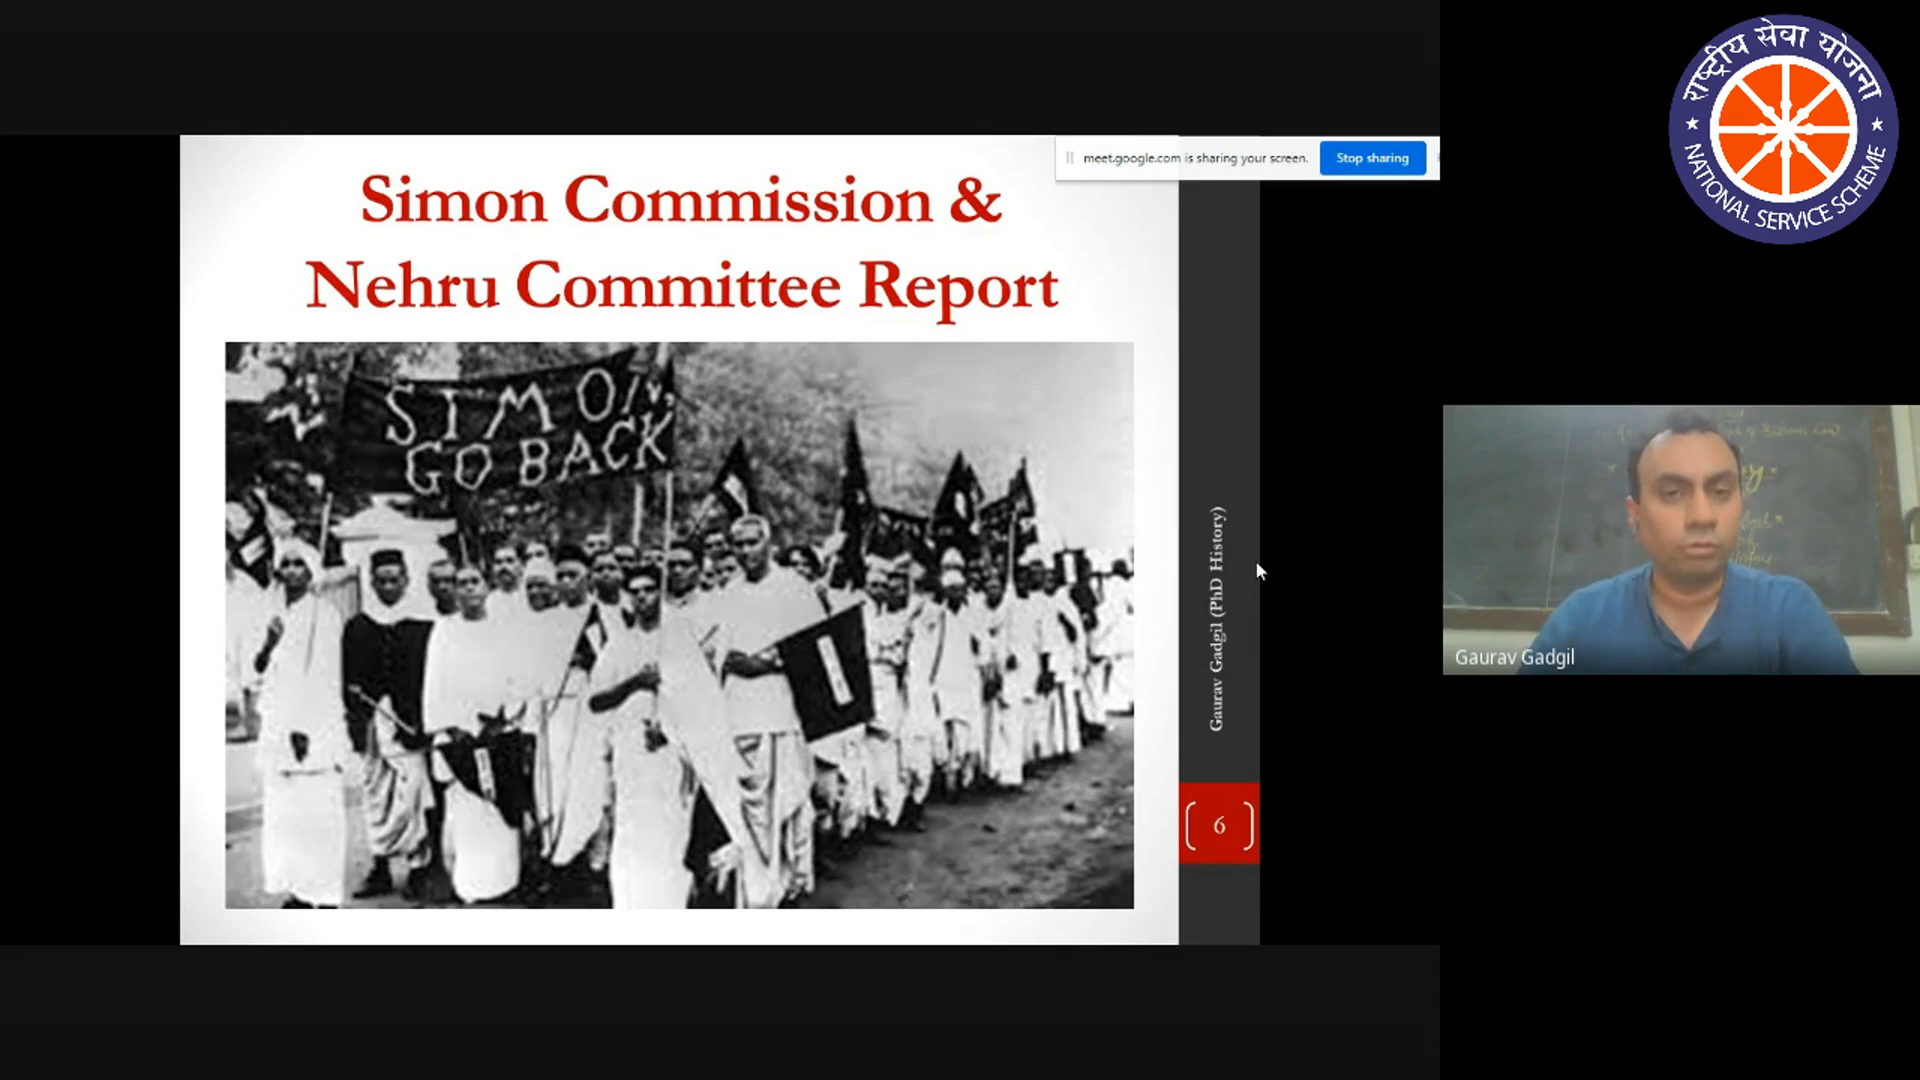 Simon Commission &
Nehru Committee Report
SIMON
GO BACK
meet.google.com is sharing your screen.
Stop sharing
Gaurav Gadgil (PhD History)
6
राष्ट्रीय सेवा योजना
NATIONAL SERVICE SCHEME
Gaurav Gadgil